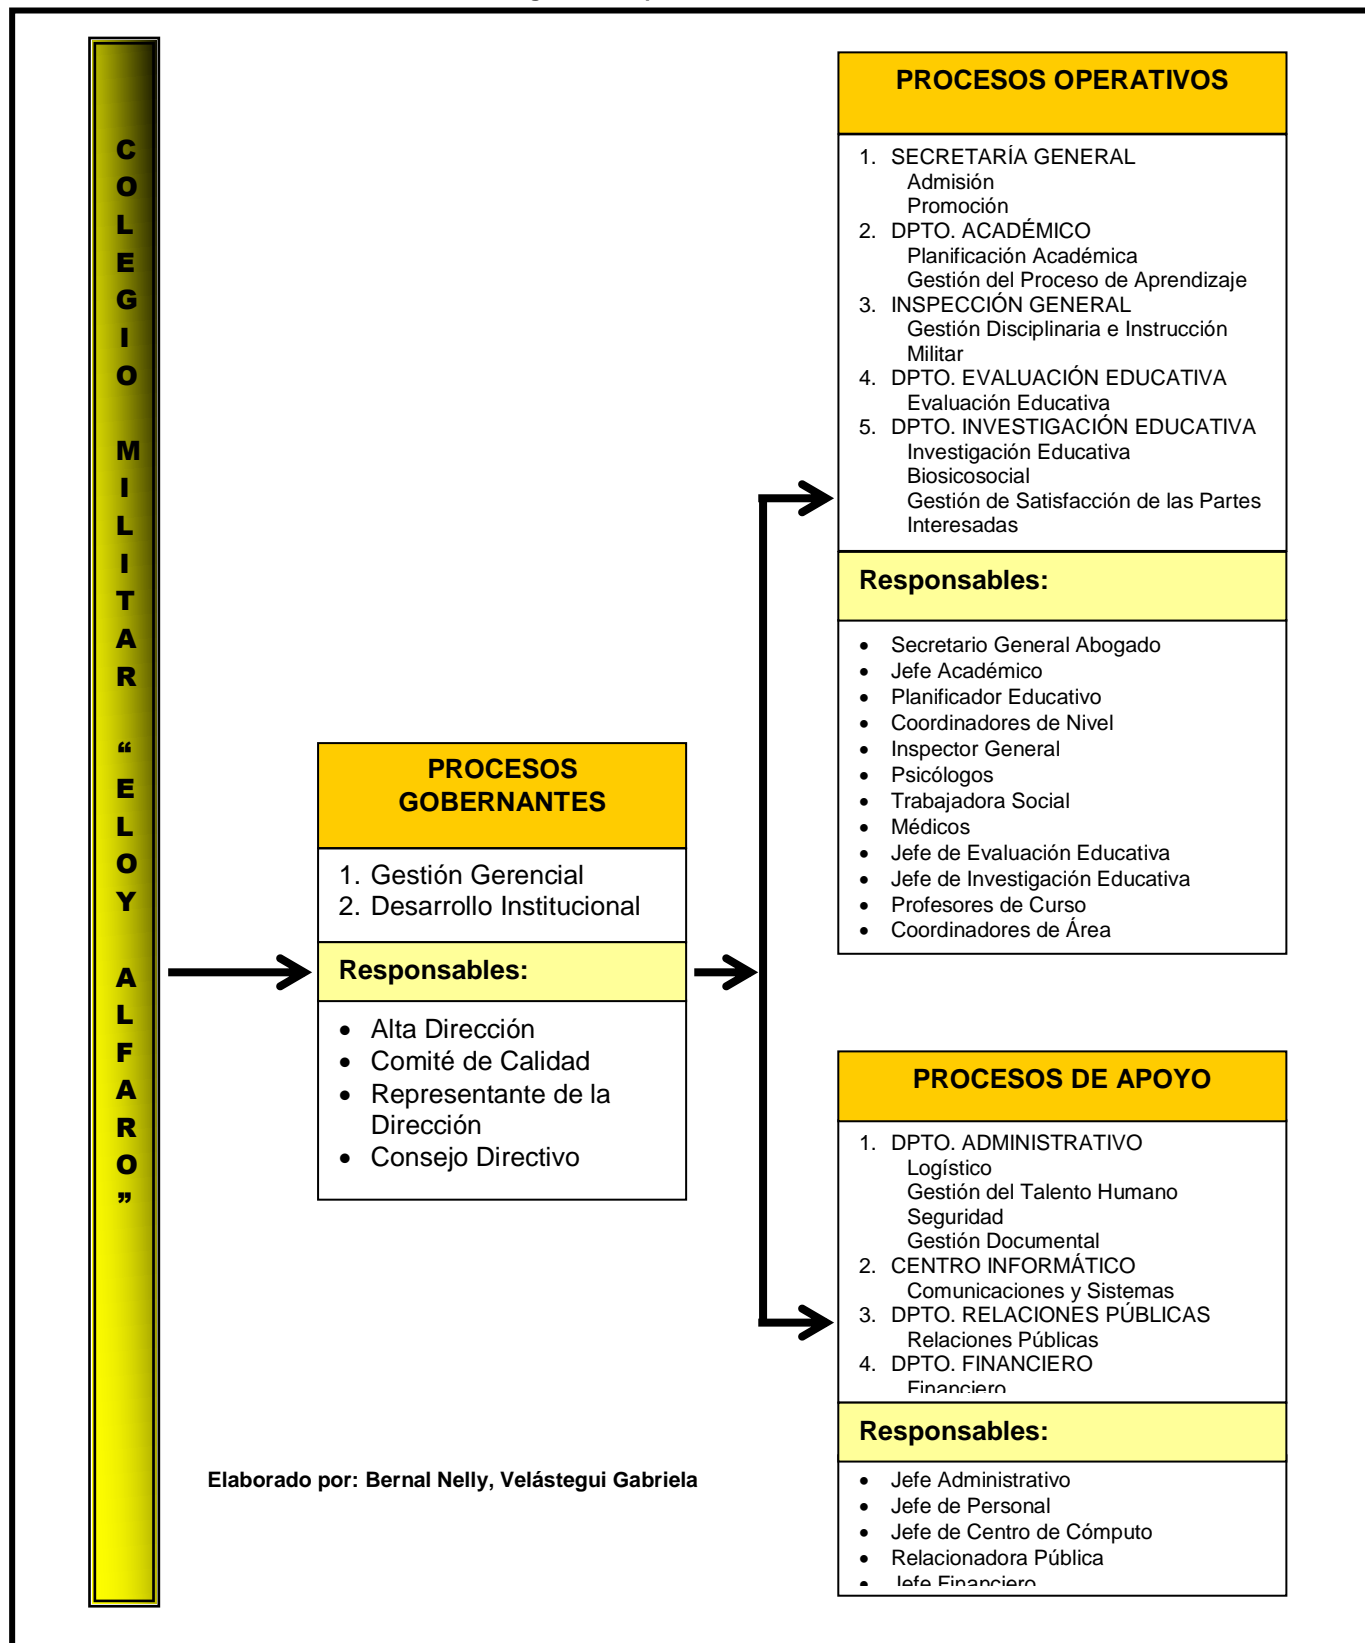 COLEGIO MILITAR “ELOY ALFARO”
PROCESOS
GOBERNANTES
1. Gestión Gerencial
2. Desarrollo Institucional
Responsables:
• Alta Dirección
• Comité de Calidad
• Representante de la
Dirección
• Consejo Directivo
PROCESOS OPERATIVOS
1. SECRETARÍA GENERAL
Admisión
Promoción
2. DPTO. ACADÉMICO
Planificación Académica
Gestión del Proceso de Aprendizaje
3. INSPECCIÓN GENERAL
Gestión Disciplinaria e Instrucción
Militar
4. DPTO. EVALUACIÓN EDUCATIVA
Evaluación Educativa
5. DPTO. INVESTIGACIÓN EDUCATIVA
Investigación Educativa
Biosicosocial
Gestión de Satisfacción de las Partes
Interesadas
Responsables:
• Secretario General Abogado
• Jefe Académico
• Planificador Educativo
• Coordinadores de Nivel
• Inspector General
• Psicólogos
• Trabajadora Social
• Médicos
• Jefe de Evaluación Educativa
• Jefe de Investigación Educativa
• Profesores de Curso
• Coordinadores de Área
PROCESOS DE APOYO
1. DPTO. ADMINISTRATIVO
Logístico
Gestión del Talento Humano
Seguridad
Gestión Documental
2. CENTRO INFORMÁTICO
Comunicaciones y Sistemas
3. DPTO. RELACIONES PÚBLICAS
Relaciones Públicas
4. DPTO. FINANCIERO
Financiero
Responsables:
• Jefe Administrativo
• Jefe de Personal
• Jefe de Centro de Cómputo
• Relacionadora Pública
• Jefe Financiero
Elaborado por: Bernal Nelly, Velástegui Gabriela